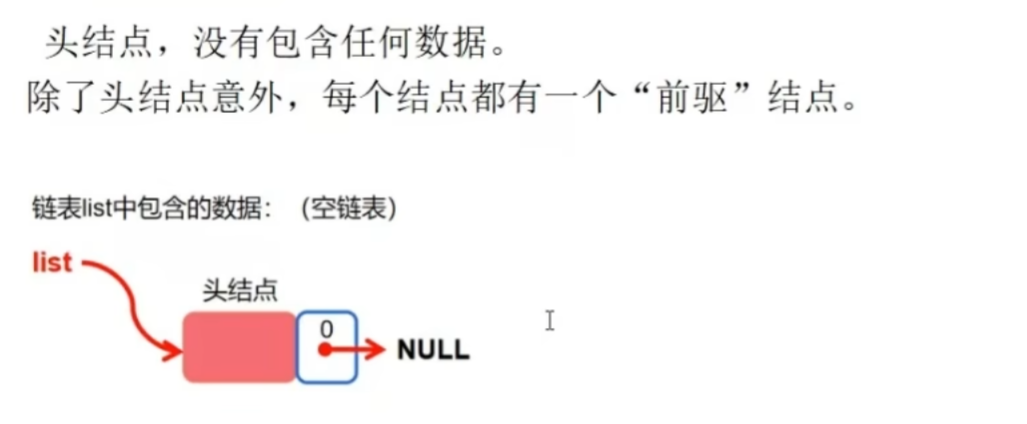 头结点，没有包含任何数据。
除了头结点意外，每个结点都有一个“前驱”结点。
链表list中包含的数据： (空链表)
list
头结点
0
NULL